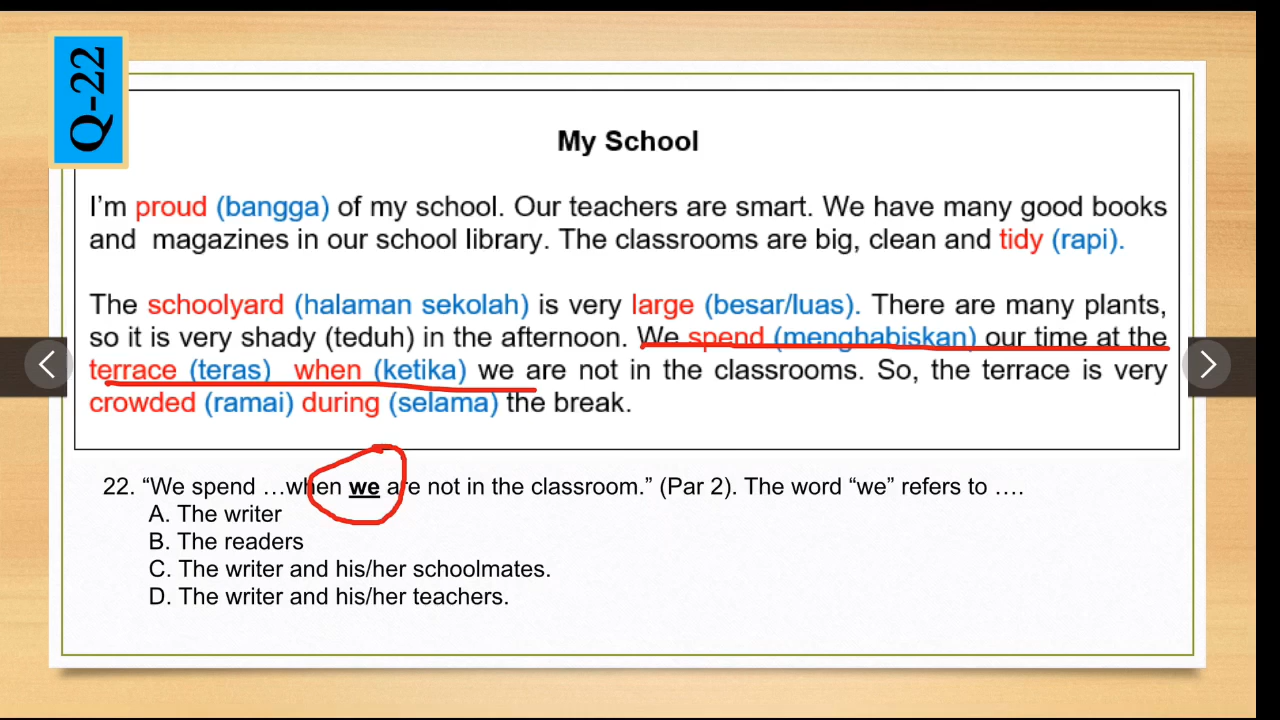 Q-22
My School
I'm proud (bangga) of my school. Our teachers are smart. We have many good books
and magazines in our school library. The classrooms are big, clean and tidy (rapi).
The schoolyard (halaman sekolah) is very large (besar/luas). There are many plants,
so it is very shady (teduh) in the afternoon. We spend (menghabiskan) our time at the
terrace (teras) when (ketika) we are not in the classrooms. So, the terrace is very
crowded (ramai) during (selama) the break.
22. “We spend …when we are not in the classroom.” (Par 2). The word “we” refers to ….
A. The writer
B. The readers
C. The writer and his/her schoolmates.
D. The writer and his/her teachers.